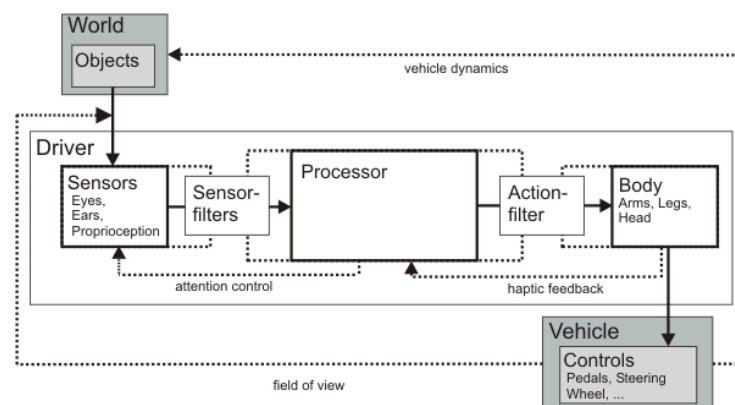 World
Objects
vehicle dynamics
Driver
Sensors
Eyes,
Ears,
Proprioception
Sensor-
filters
Processor
Action-
filter
Body
Arms, Legs,
Head
attention control
haptic feedback
Vehicle
Controls
Pedals, Steering
Wheel, ...
field of view